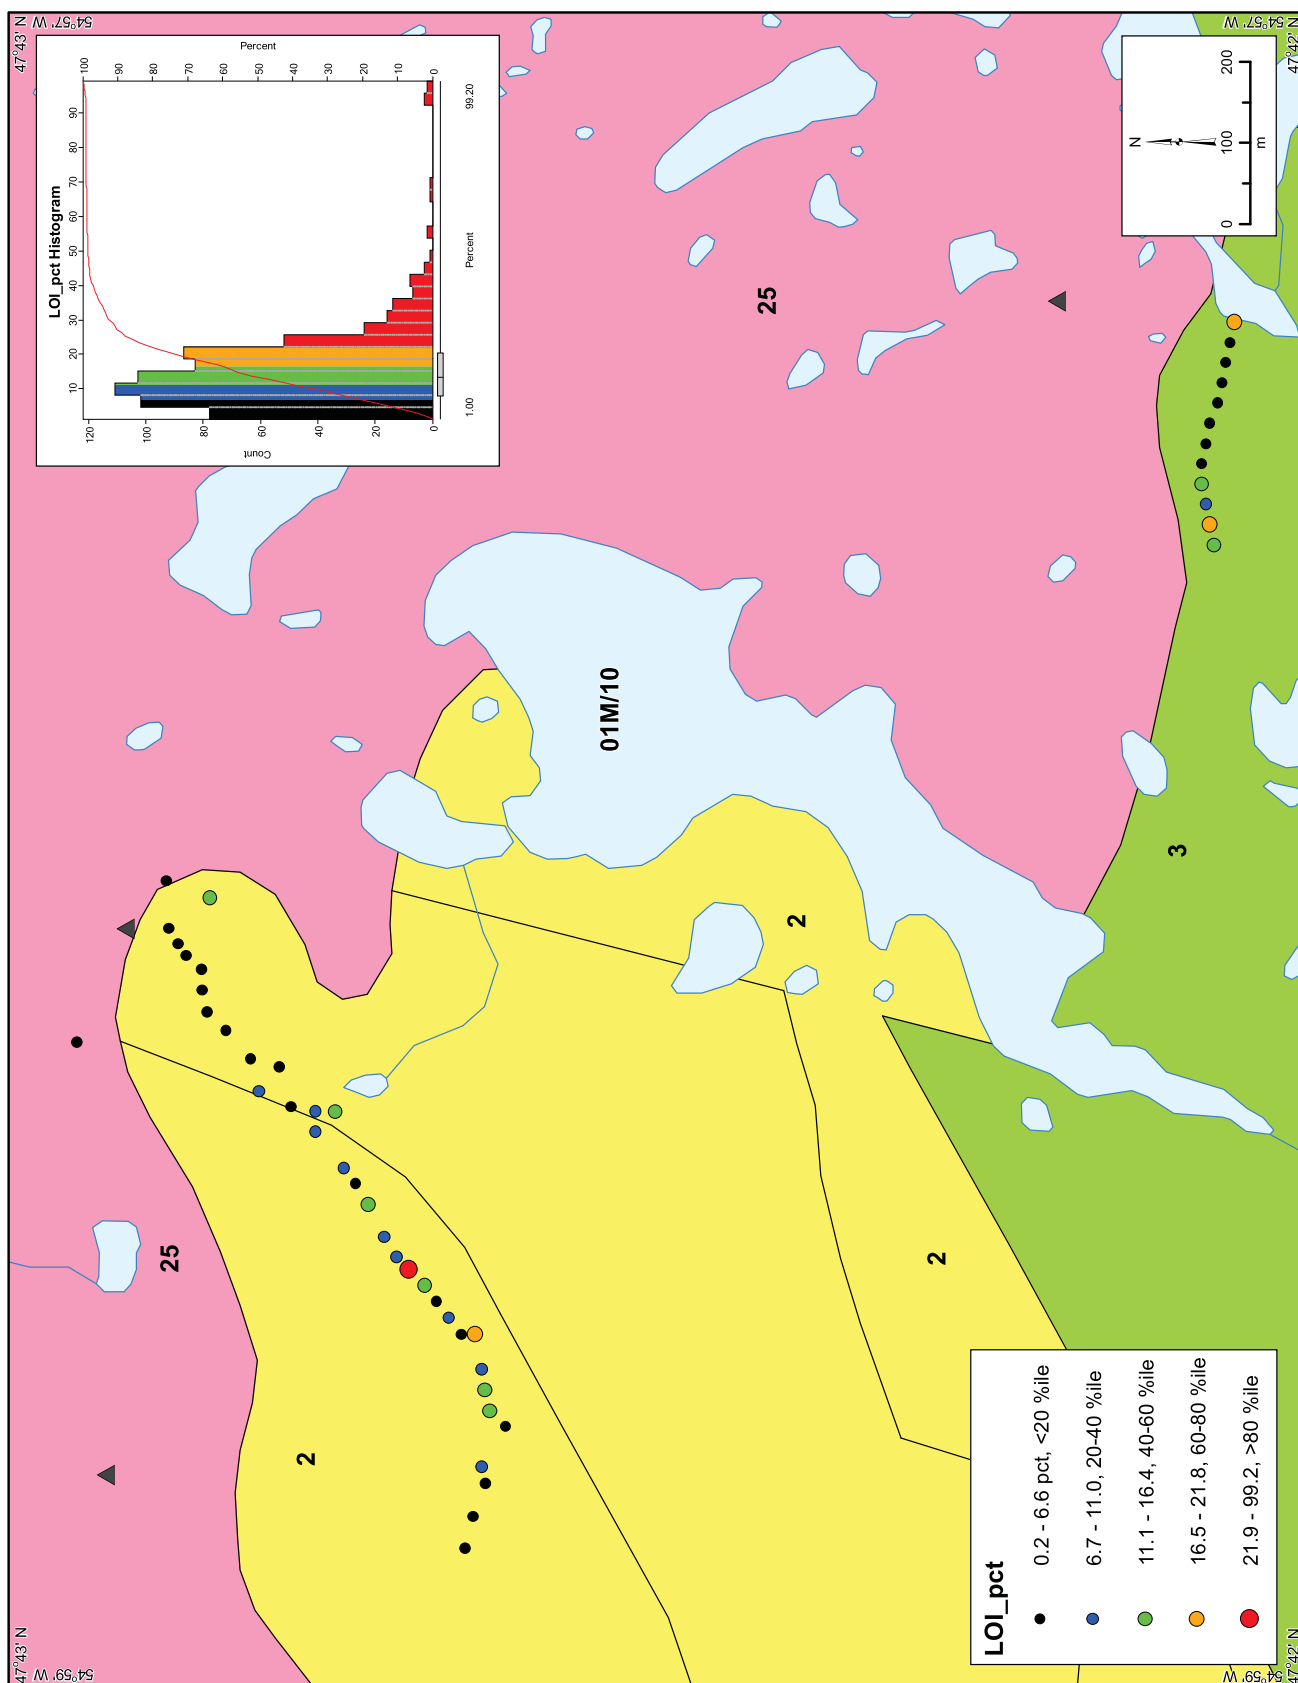 47°43' N
54°59' W
47°43' N
54°57' W
47°42' N
54°59' W
47°42' N
54°57' W
LOI_pct Histogram
Count
0
20
40
60
80
100
120
10
20
30
40
50
60
70
80
90
Percent
0
10
20
30
40
50
60
70
80
90
100
1.00
Percent
99.20
25
25
2
2
2
3
01M/10
LOI_pct
0.2 - 6.6 pct, <20 %ile
6.7 - 11.0, 20-40 %ile
11.1 - 16.4, 40-60 %ile
16.5 - 21.8, 60-80 %ile
21.9 - 99.2, >80 %ile
N
0
100
200
m